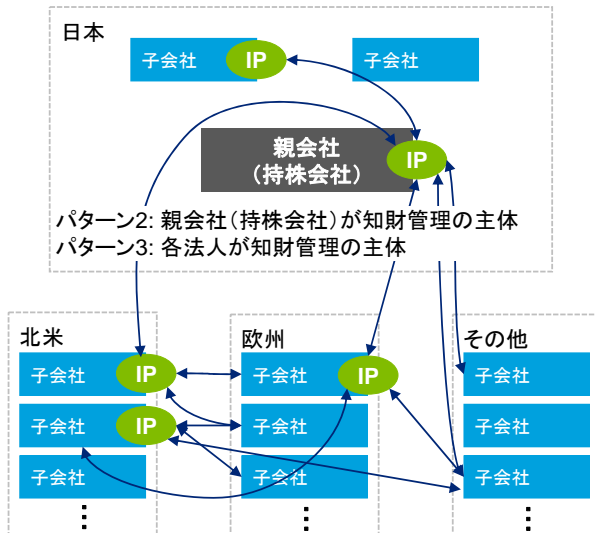 日本
子会社
IP
子会社
親会社
（持株会社）
IP
パターン2: 親会社（持株会社）が知財管理の主体
パターン3: 各法人が知財管理の主体
北米
子会社
IP
子会社
IP
子会社
⋮
欧州
子会社
IP
子会社
子会社
⋮
その他
子会社
子会社
子会社
⋮